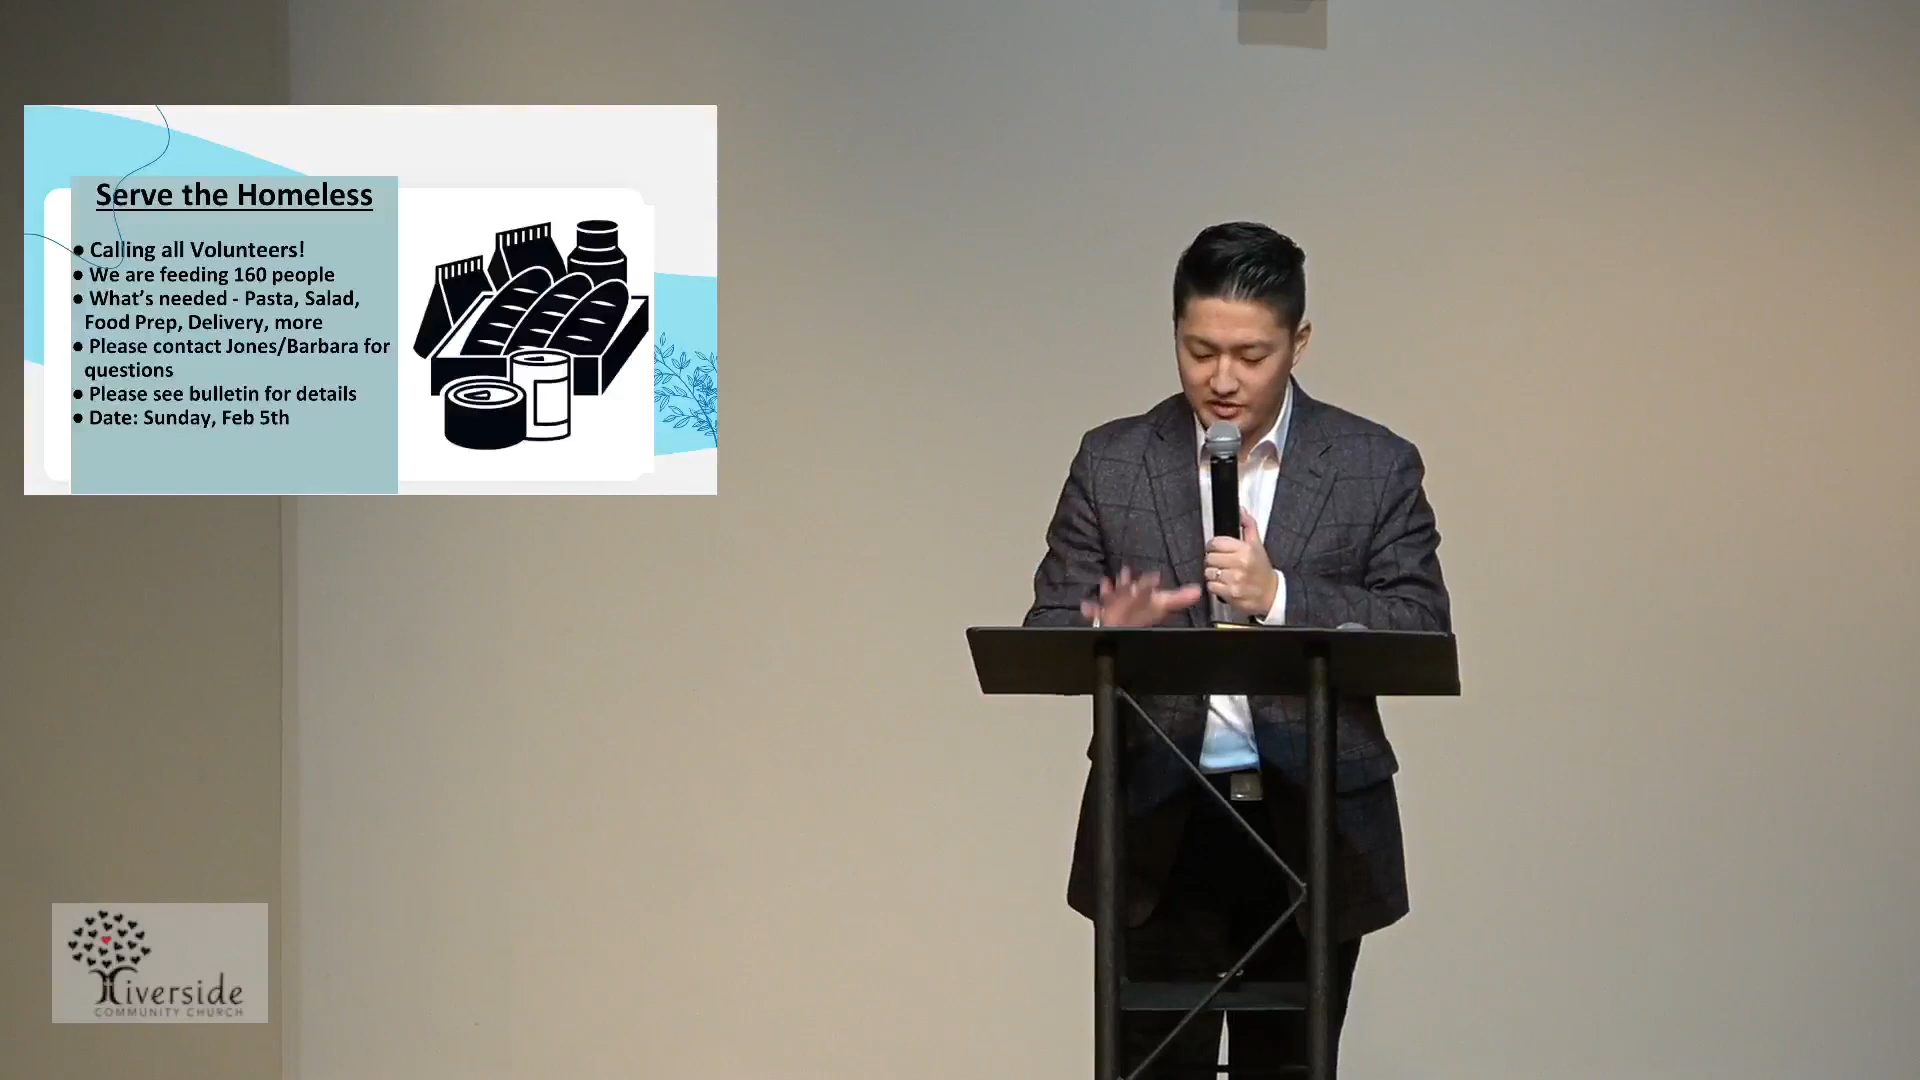 Serve the Homeless
● Calling all Volunteers!
● We are feeding 160 people
● What’s needed - Pasta, Salad,
Food Prep, Delivery, more
● Please contact Jones/Barbara for
questions
● Please see bulletin for details
● Date: Sunday, Feb 5th
Riverside
COMMUNITY CHURCH